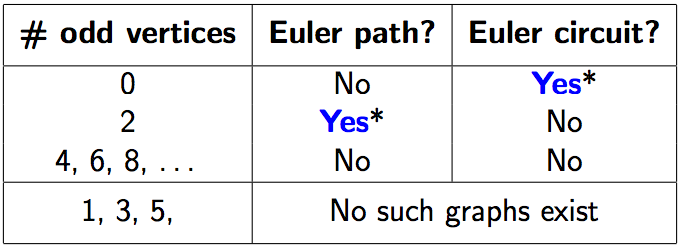 # odd vertices Euler path? Euler circuit?
0 No Yes*
2 Yes* No
4, 6, 8, ... No No
1, 3, 5, No such graphs exist